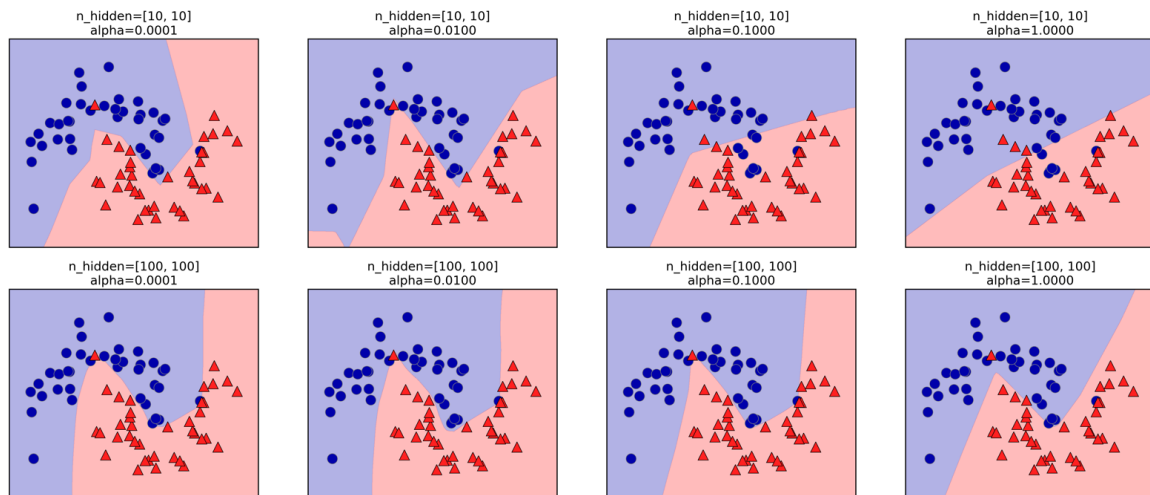 n_hidden=[10, 10]
alpha=0.0001
n_hidden=[10, 10]
alpha=0.0100
n_hidden=[10, 10]
alpha=0.1000
n_hidden=[10, 10]
alpha=1.0000
n_hidden=[100, 100]
alpha=0.0001
n_hidden=[100, 100]
alpha=0.0100
n_hidden=[100, 100]
alpha=0.1000
n_hidden=[100, 100]
alpha=1.0000